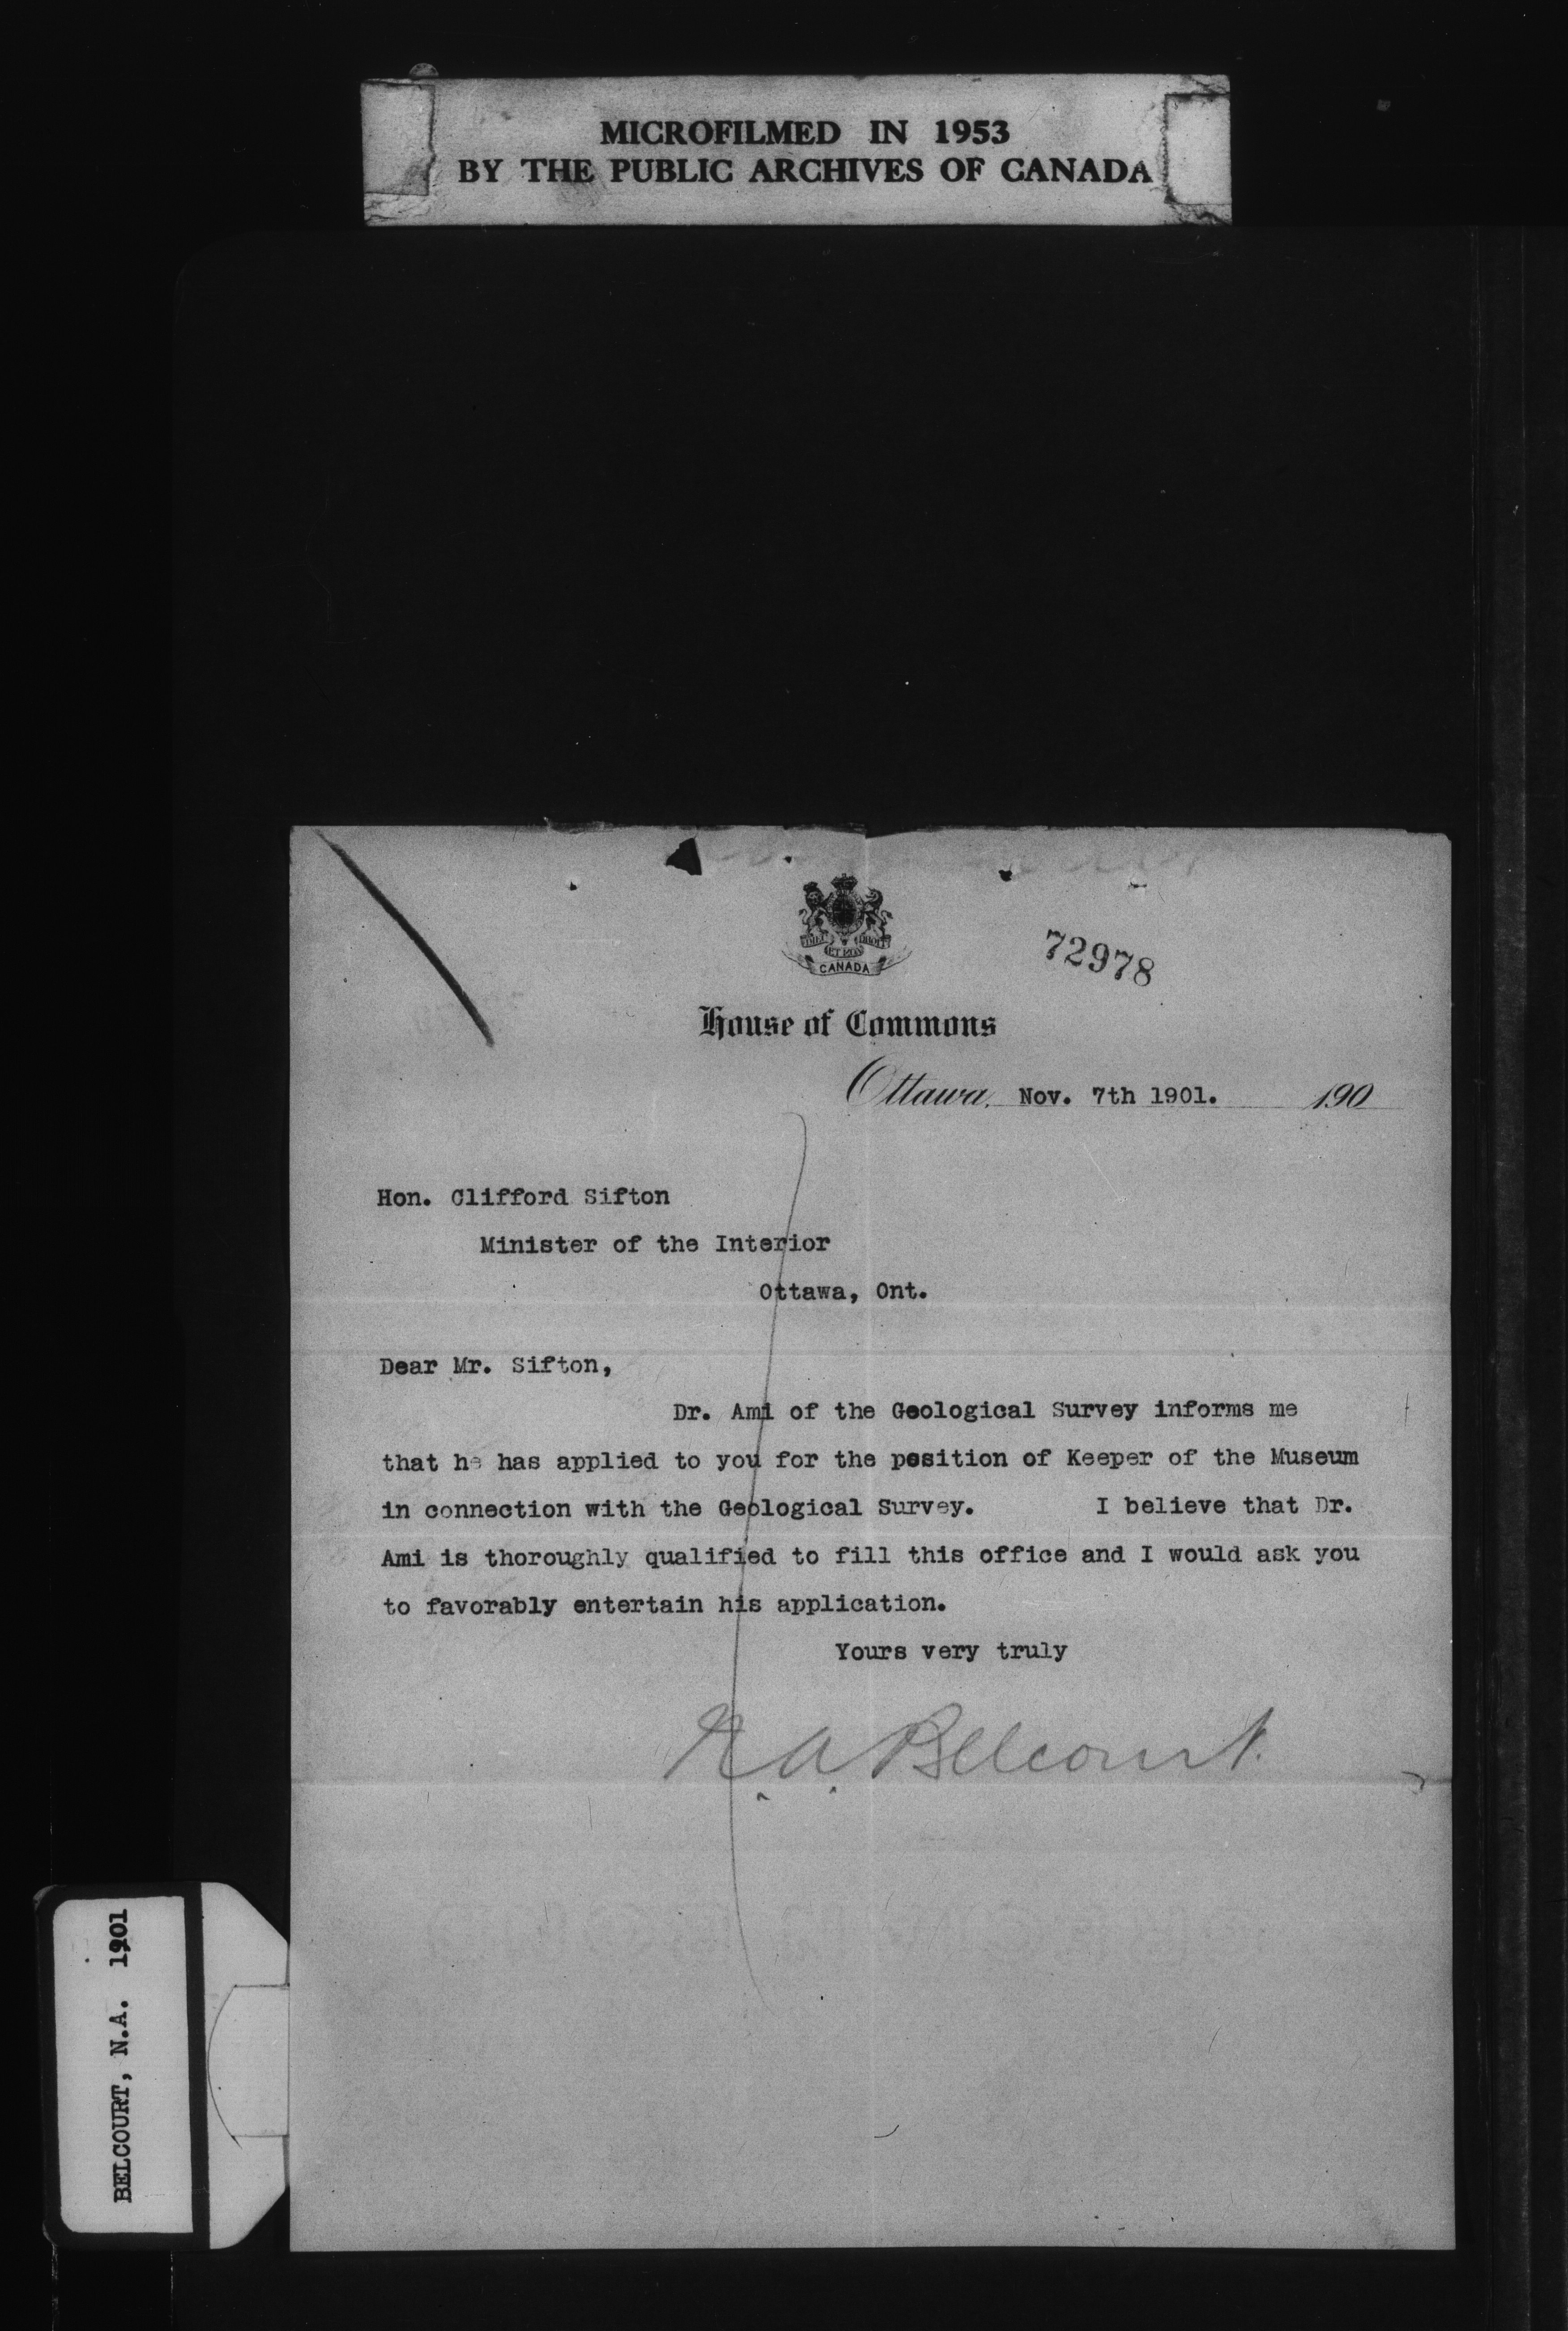 MICROFILMED IN 1953
BY THE PUBLIC ARCHIVES OF CANADA
CANADA
72978
House of Commons
Ottawa, Nov. 7th 1901. 190
Hon. Clifford Sifton
Minister of the Interior
Ottawa, Ont.
Dear Mr. Sifton,
Dr. Ami of the Geological Survey informs me
that he has applied to you for the position of Keeper of the Museum
in connection with the Geological Survey. I believe that Dr.
Ami is thoroughly qualified to fill this office and I would ask you
to favorably entertain his application.
Yours very truly
N.A. Belcourt.
BELCOURT, N.A. 1901